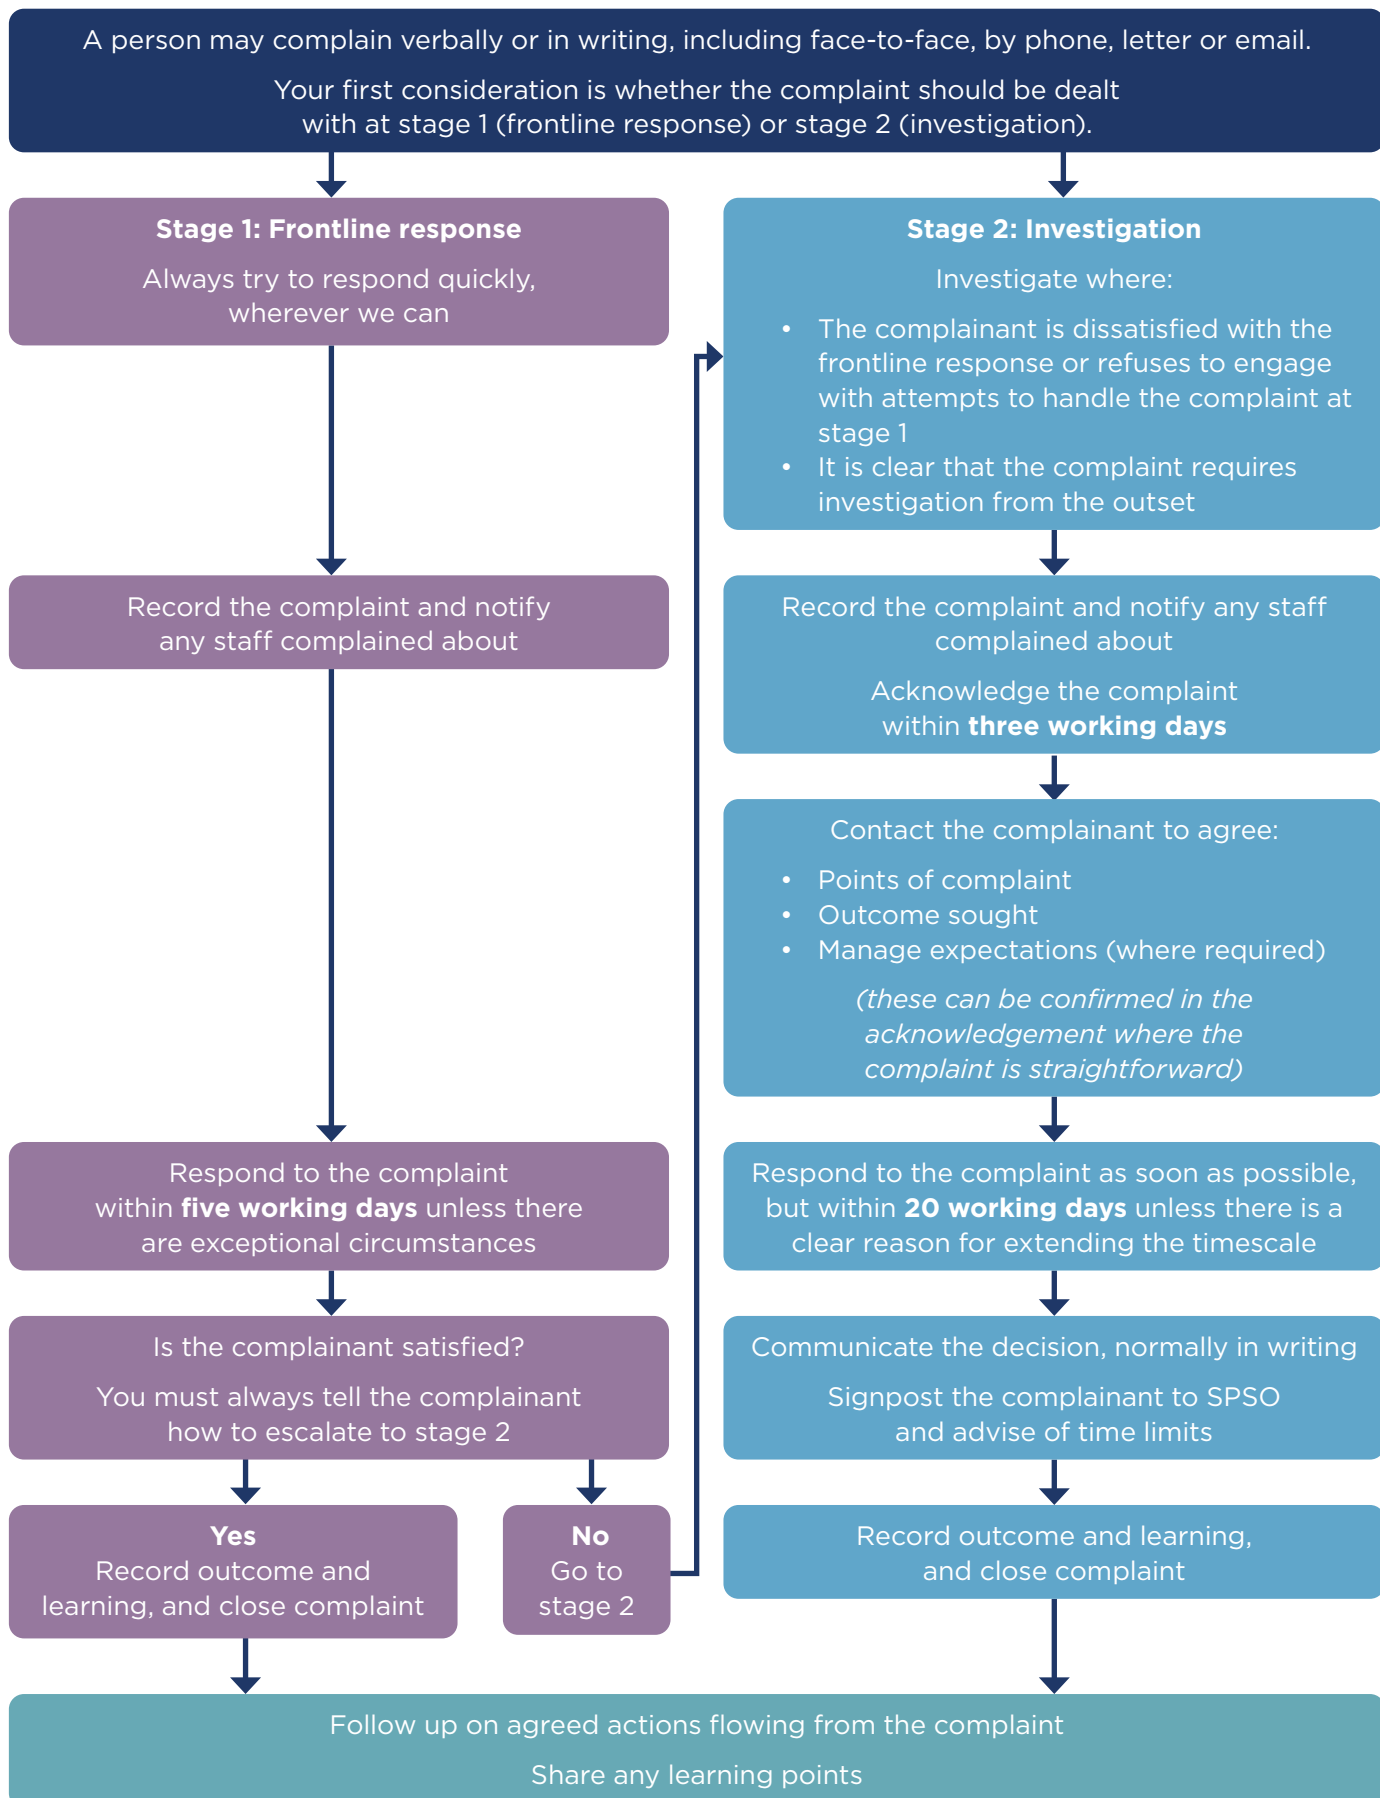 A person may complain verbally or in writing, including face-to-face, by phone, letter or email.
Your first consideration is whether the complaint should be dealt
with at stage 1 (frontline response) or stage 2 (investigation).
Stage 1: Frontline response
Always try to respond quickly,
wherever we can
Record the complaint and notify
any staff complained about
Respond to the complaint
within five working days unless there
are exceptional circumstances
Is the complainant satisfied?
You must always tell the complainant
how to escalate to stage 2
Yes
Record outcome and
learning, and close complaint
No
Go to
stage 2
Stage 2: Investigation
Investigate where:
• The complainant is dissatisfied with the
frontline response or refuses to engage
with attempts to handle the complaint at
stage 1
• It is clear that the complaint requires
investigation from the outset
Record the complaint and notify any staff
complained about
Acknowledge the complaint
within three working days
Contact the complainant to agree:
• Points of complaint
• Outcome sought
• Manage expectations (where required)
(these can be confirmed in the
acknowledgement where the
complaint is straightforward)
Respond to the complaint as soon as possible,
but within 20 working days unless there is a
clear reason for extending the timescale
Communicate the decision, normally in writing
Signpost the complainant to SPSO
and advise of time limits
Record outcome and learning,
and close complaint
Follow up on agreed actions flowing from the complaint
Share any learning points